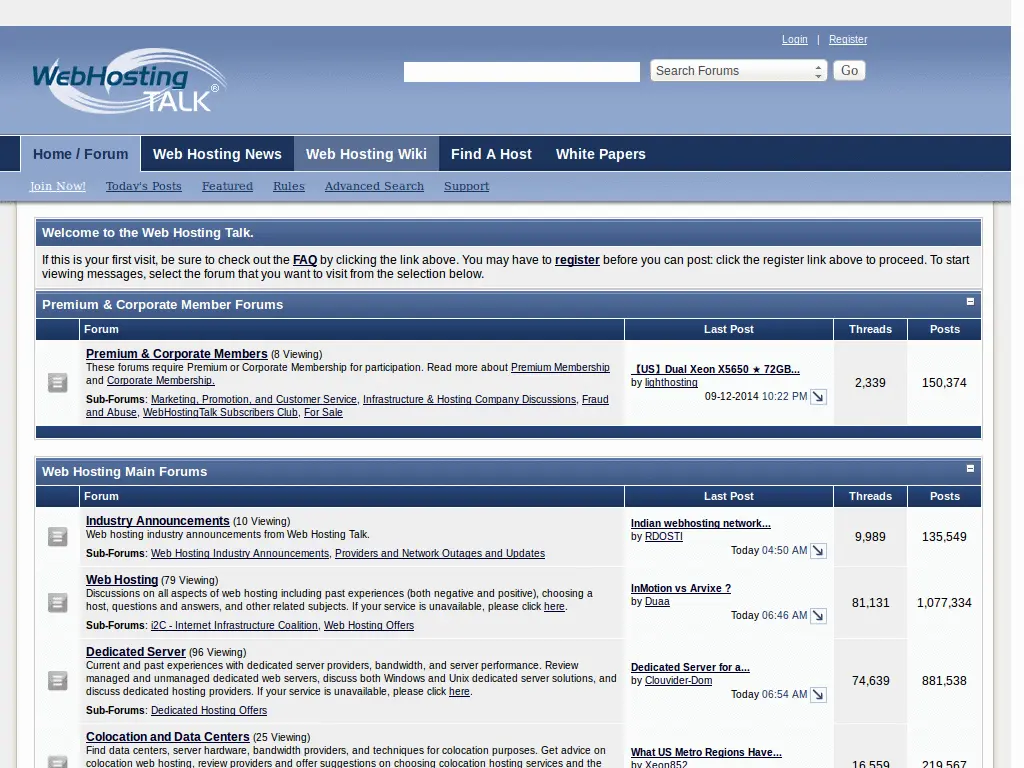 Login | Register
WebHosting
TALK®
Search Forums
Go
Home / Forum
Web Hosting News
Web Hosting Wiki
Find A Host
White Papers
Join Now!
Today's Posts
Featured
Rules
Advanced Search
Support
Welcome to the Web Hosting Talk.
If this is your first visit, be sure to check out the FAQ by clicking the link above. You may have to register before you can post: click the register link above to proceed. To start
viewing messages, select the forum that you want to visit from the selection below.
Premium & Corporate Member Forums
Forum
Last Post
Threads
Posts
Premium & Corporate Members (8 Viewing)
These forums require Premium or Corporate Membership for participation. Read more about Premium Membership
and Corporate Membership.
Sub-Forums: Marketing, Promotion, and Customer Service, Infrastructure & Hosting Company Discussions, Fraud
and Abuse, WebHostingTalk Subscribers Club, For Sale
【US】Dual Xeon X5650 ★ 72GB...
by lighthosting
09-12-2014 10:22 PM
2,339
150,374
Web Hosting Main Forums
Forum
Last Post
Threads
Posts
Industry Announcements (10 Viewing)
Web hosting industry announcements from Web Hosting Talk.
Sub-Forums: Web Hosting Industry Announcements, Providers and Network Outages and Updates
Indian webhosting network...
by RDOSTI
Today 04:50 AM
9,989
135,549
Web Hosting (79 Viewing)
Discussions on all aspects of web hosting including past experiences (both negative and positive), choosing a
host, questions and answers, and other related subjects. If your service is unavailable, please click here.
Sub-Forums: i2C - Internet Infrastructure Coalition, Web Hosting Offers
InMotion vs Arvixe ?
by Duaa
Today 06:46 AM
81,131
1,077,334
Dedicated Server (96 Viewing)
Current and past experiences with dedicated server providers, bandwidth, and server performance. Review
managed and unmanaged dedicated web servers, discuss both Windows and Unix dedicated server solutions, and
discuss dedicated hosting providers. If your service is unavailable, please click here.
Sub-Forums: Dedicated Hosting Offers
Dedicated Server for a...
by Clouvider-Dom
Today 06:54 AM
74,639
881,538
Colocation and Data Centers (25 Viewing)
Find data centers, server hardware, bandwidth providers, and techniques for colocation purposes. Get advice on
colocation web hosting, review providers and offer suggestions on choosing colocation hosting services and the
What US Metro Regions Have...
by Xeon852
16,559
219,567